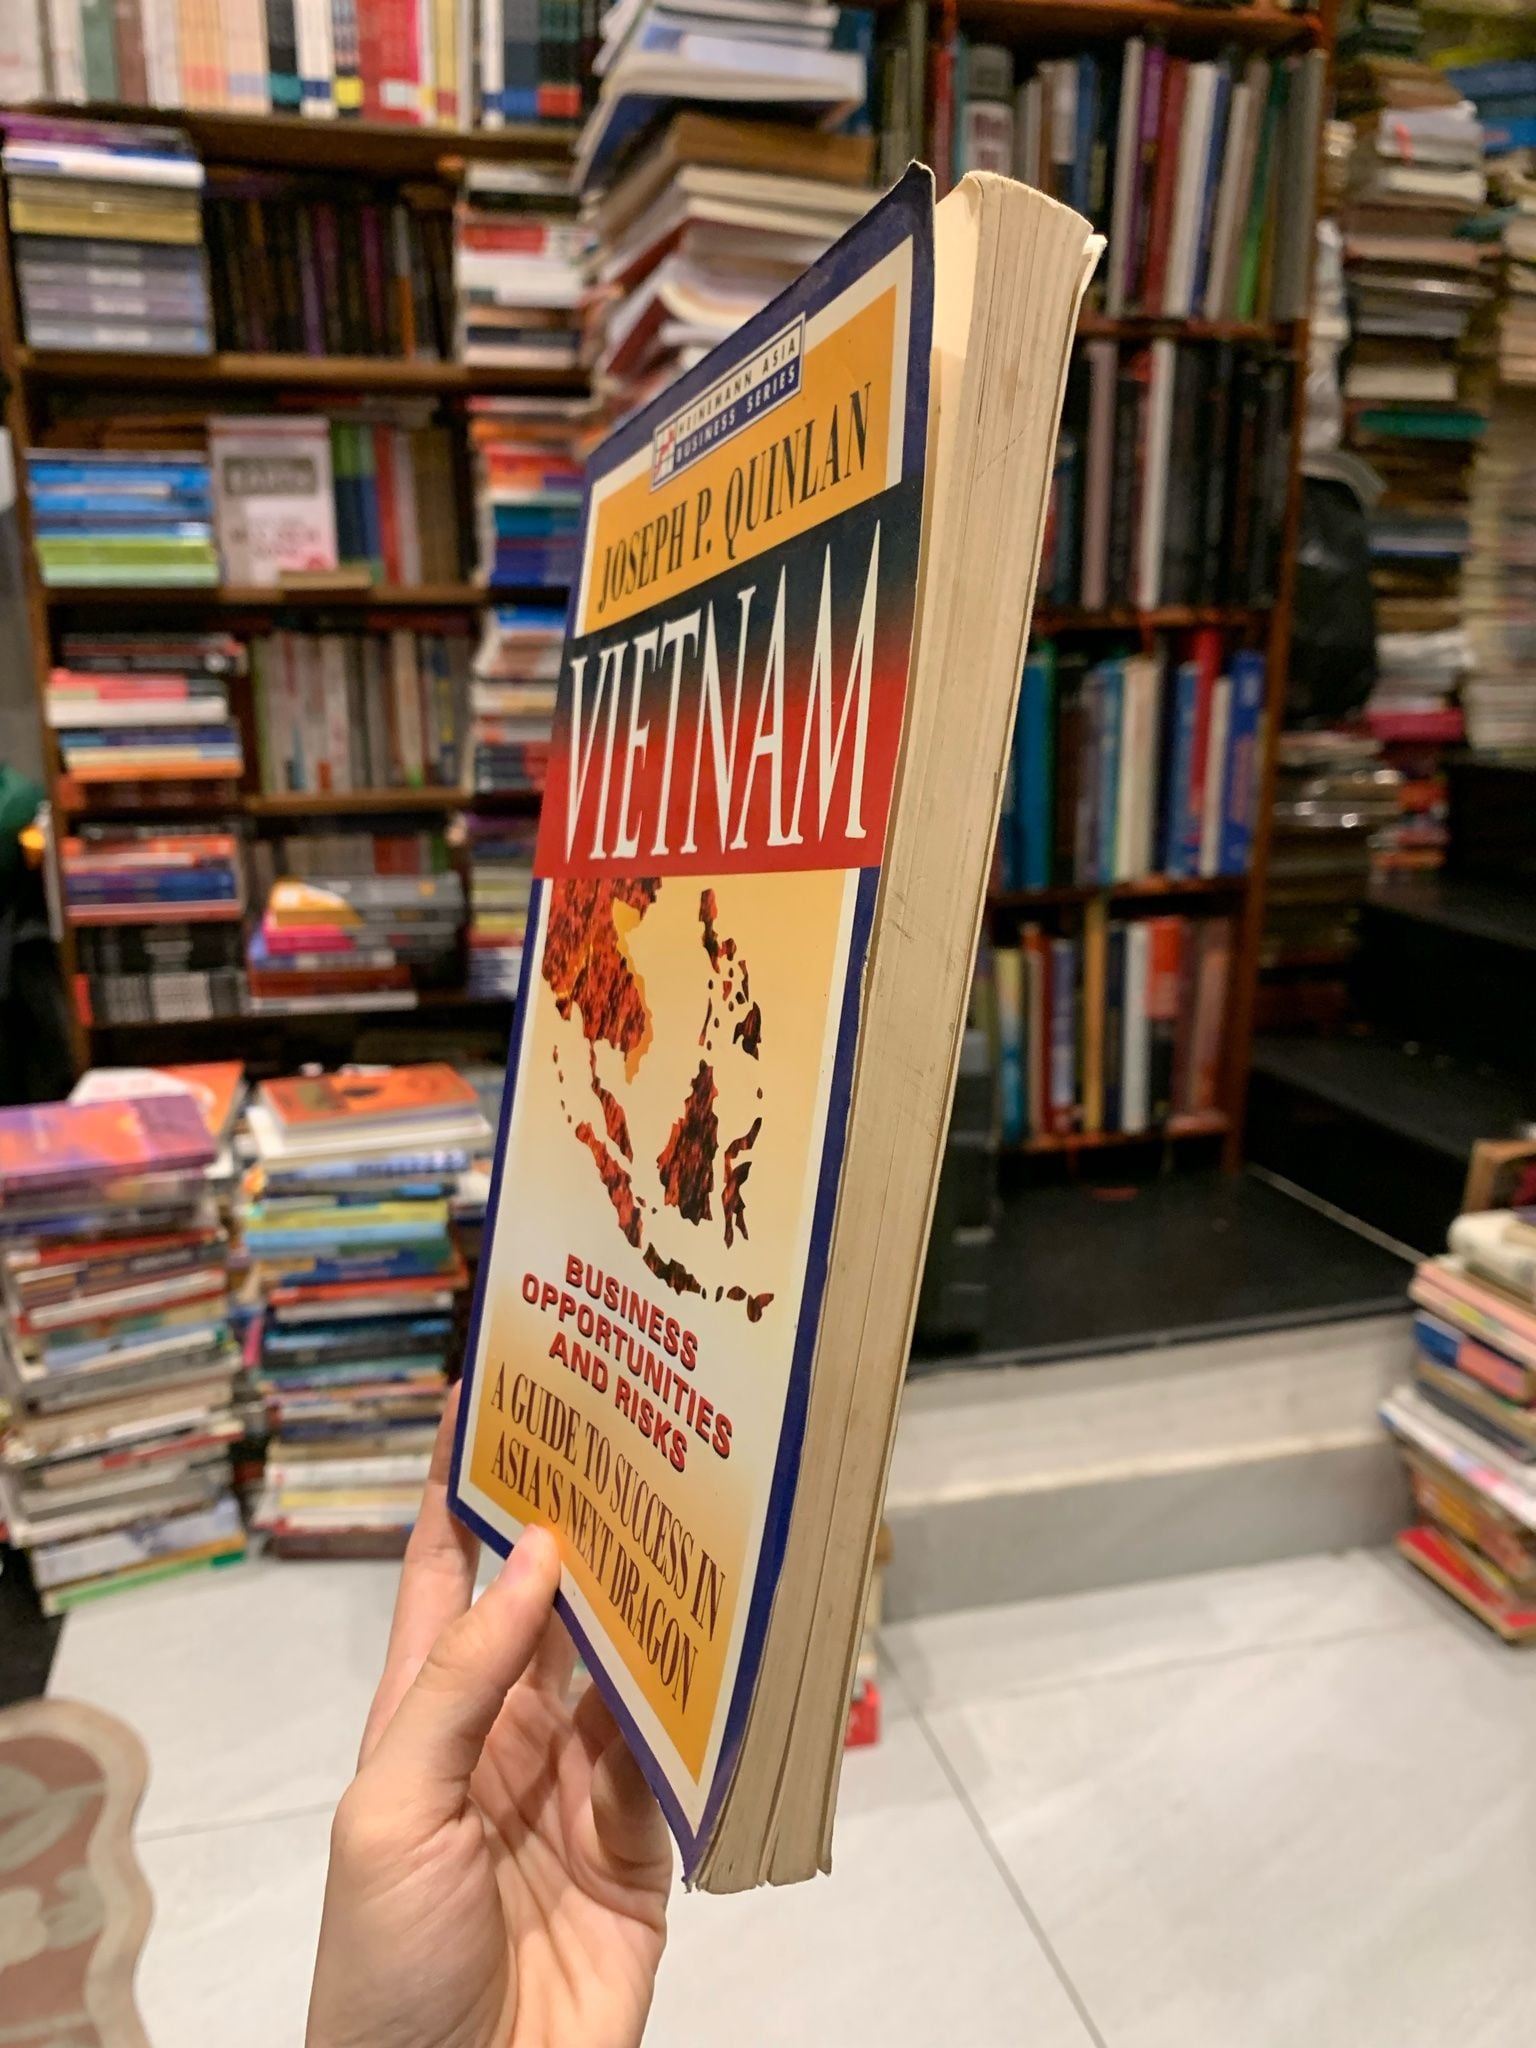 HEINEMANN ASIA
BUSINESS SERIES
JOSEPH P. QUINLAN
VIETNAM
BUSINESS
OPPORTUNITIES
AND RISKS
A GUIDE TO SUCCESS IN
ASIA'S NEXT DRAGON